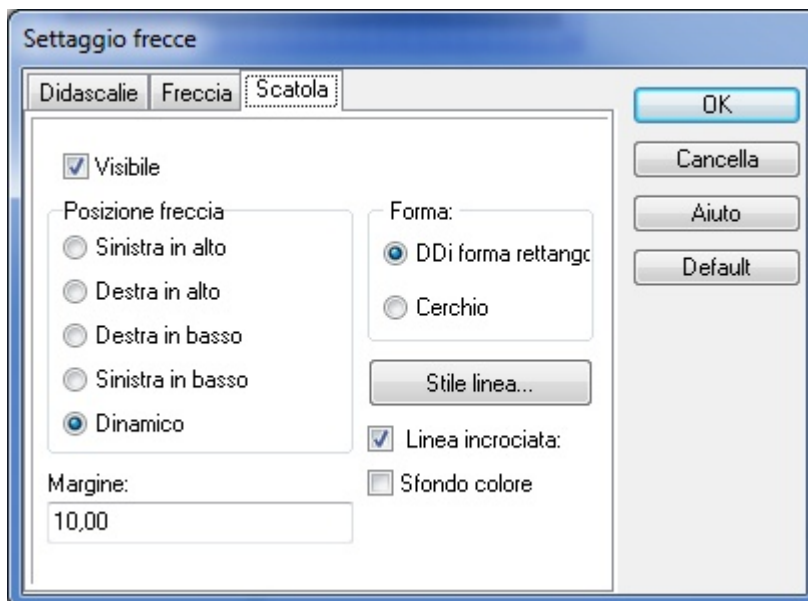 Settaggio frecce
Didascalie
Freccia
Scatola
Visibile
Posizione freccia
Sinistra in alto
Destra in alto
Destra in basso
Sinistra in basso
Dinamico
Margine:
10,00
Forma:
DDi forma rettango
Cerchio
Stile linea...
Linea incrociata:
Sfondo colore
OK
Cancella
Aiuto
Default